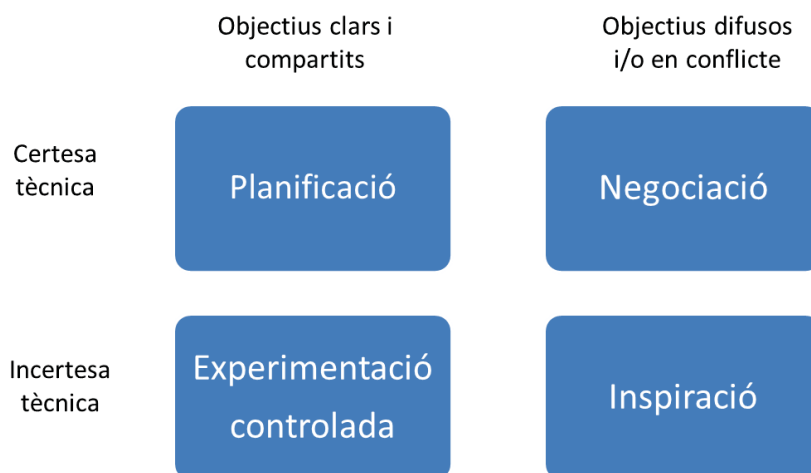 Objectius clars i
compartits
Objectius difusos
i/o en conflicte
Certesa
tècnica
Planificació
Negociació
Incertesa
tècnica
Experimentació
controlada
Inspiració